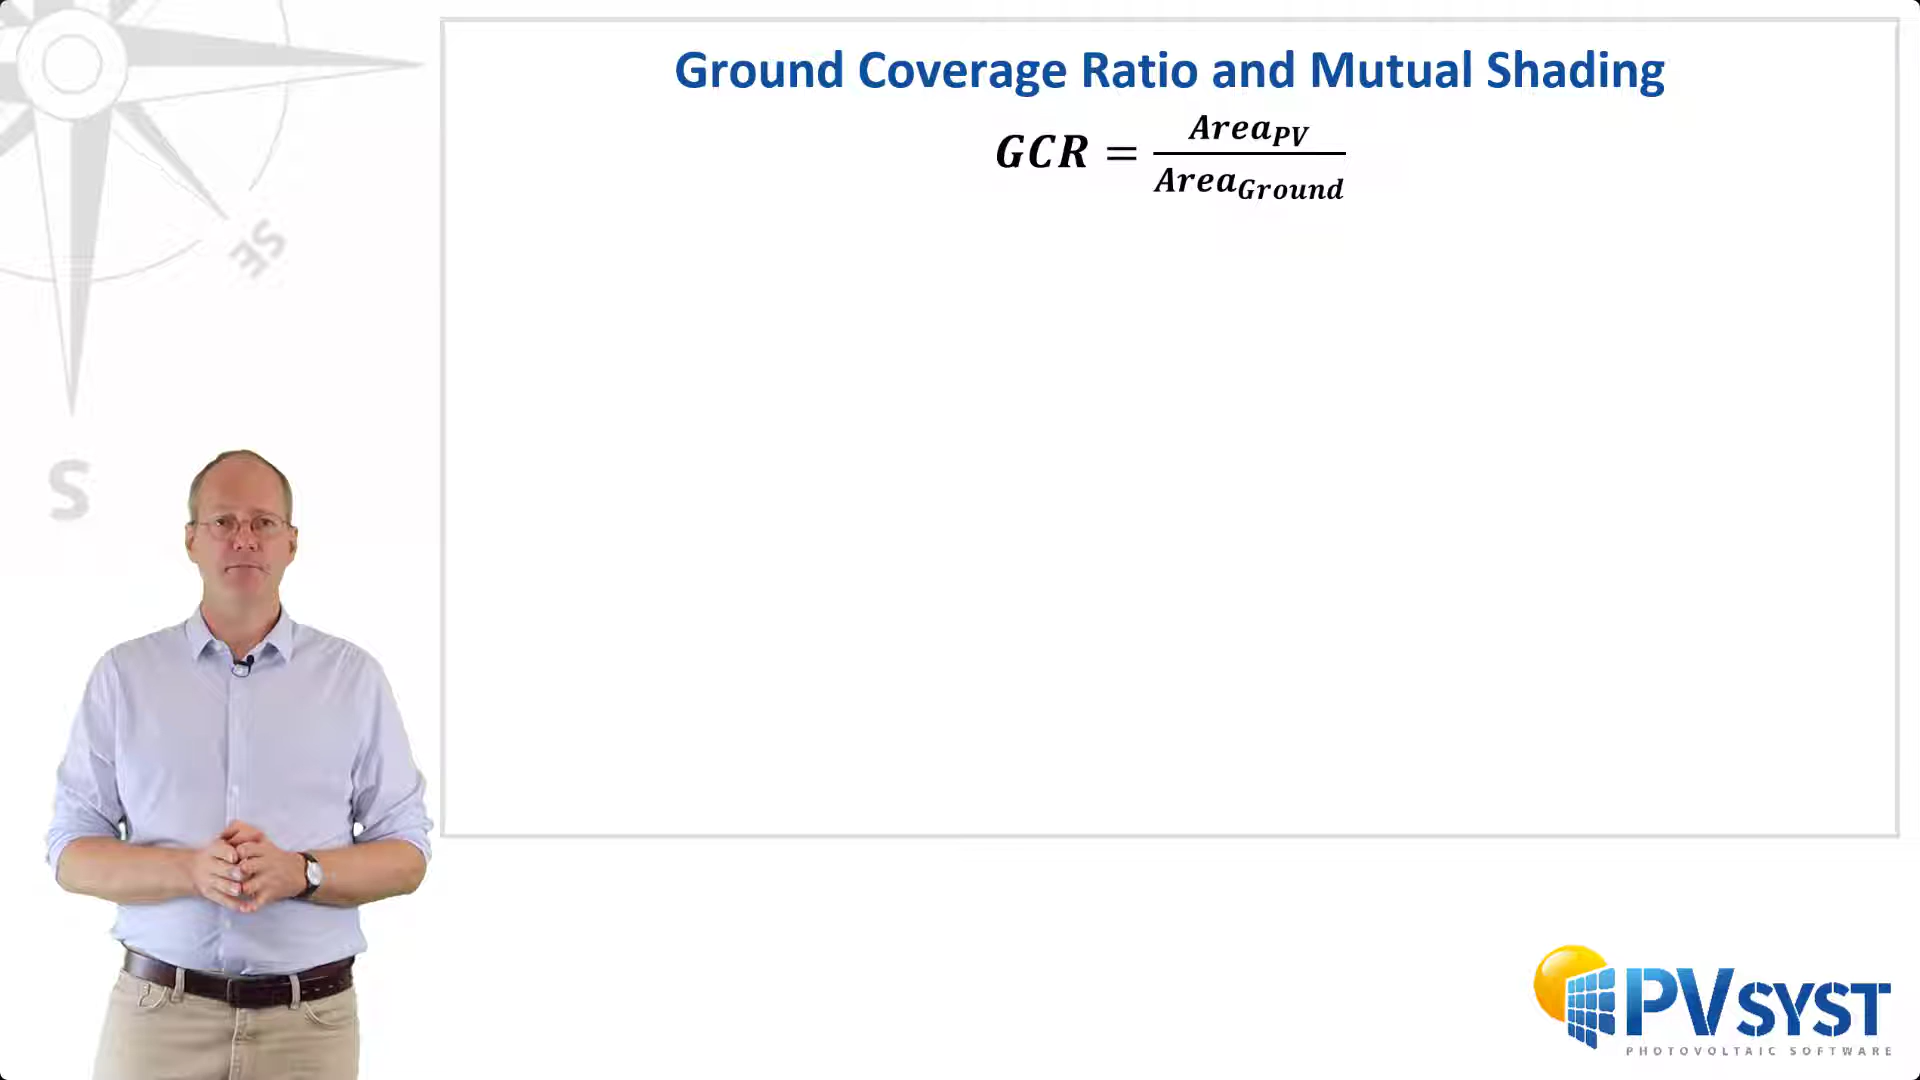 Ground Coverage Ratio and Mutual Shading
GCR = Area_PV / Area_Ground
SE
S
PVSYST
PHOTOVOLTAIC SOFTWARE